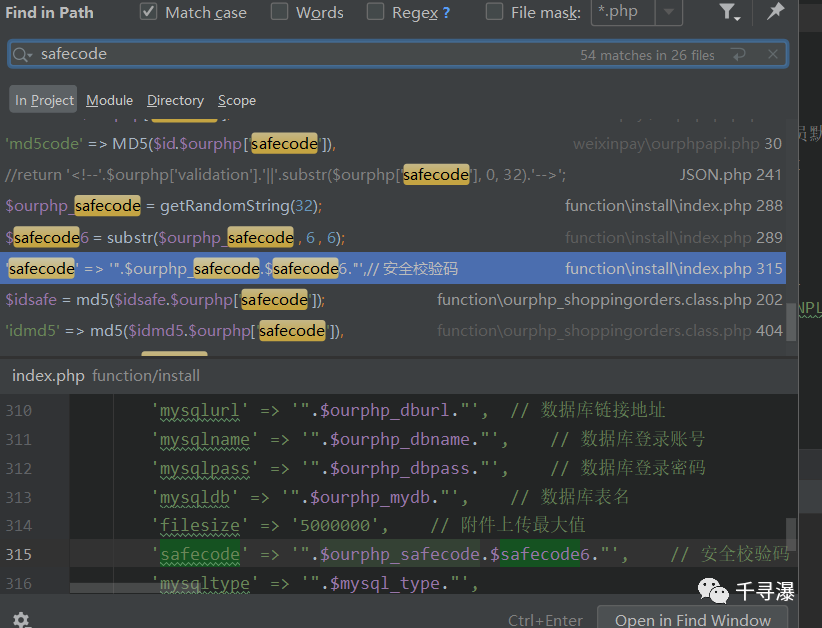 Find in Path Match case Words Regex ? File mask: *.php
safecode 54 matches in 26 files
In Project Module Directory Scope
'md5code' => MD5($id.$ourphp['safecode']), weixinpay\ourphpapi.php 30
//return '<!--'.$ourphp['validation'].'||'.substr($ourphp['safecode'], 0, 32).'-->'; JSON.php 241
$ourphp_safecode = getRandomString(32); function\install\index.php 288
$safecode6 = substr($ourphp_safecode , 6 , 6); function\install\index.php 289
'safecode' => '".$ourphp_safecode.$safecode6."',// 安全校验码 function\install\index.php 315
$idsafe = md5($idsafe.$ourphp['safecode']); function\ourphp_shoppingorders.class.php 202
'idmd5' => md5($idmd5.$ourphp['safecode']), function\ourphp_shoppingorders.class.php 404
index.php function/install
310 'mysqlurl' => '".$ourphp_dburl."', // 数据库链接地址
311 'mysqlname' => '".$ourphp_dbname."', // 数据库登录账号
312 'mysqlpass' => '".$ourphp_dbpass."', // 数据库登录密码
313 'mysqldb' => '".$ourphp_mydb."', // 数据库表名
314 'filesize' => '5000000', // 附件上传最大值
315 'safecode' => '".$ourphp_safecode.$safecode6."', // 安全校验码
316 'mysqltype' => '".$mysql_type."',
千寻瀑
Ctrl+Enter Open in Find Window